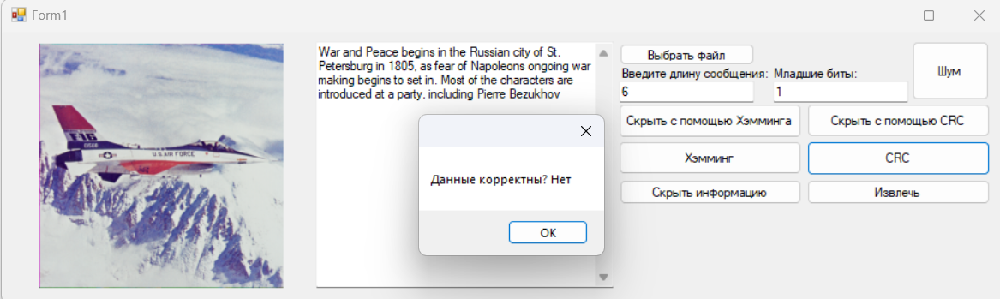 Form1
War and Peace begins in the Russian city of St.
Petersburg in 1805, as fear of Napoleons ongoing war
making begins to set in. Most of the characters are
introduced at a party, including Pierre Bezukhov
Выбрать файл
Введите длину сообщения: Младшие биты:
6
1
Шум
Скрыть с помощью Хэмминга
Скрыть с помощью CRC
Хэмминг
CRC
Скрыть информацию
Извлечь
Данные корректны? Нет
OK
F-16
U.S. AIR FORCE